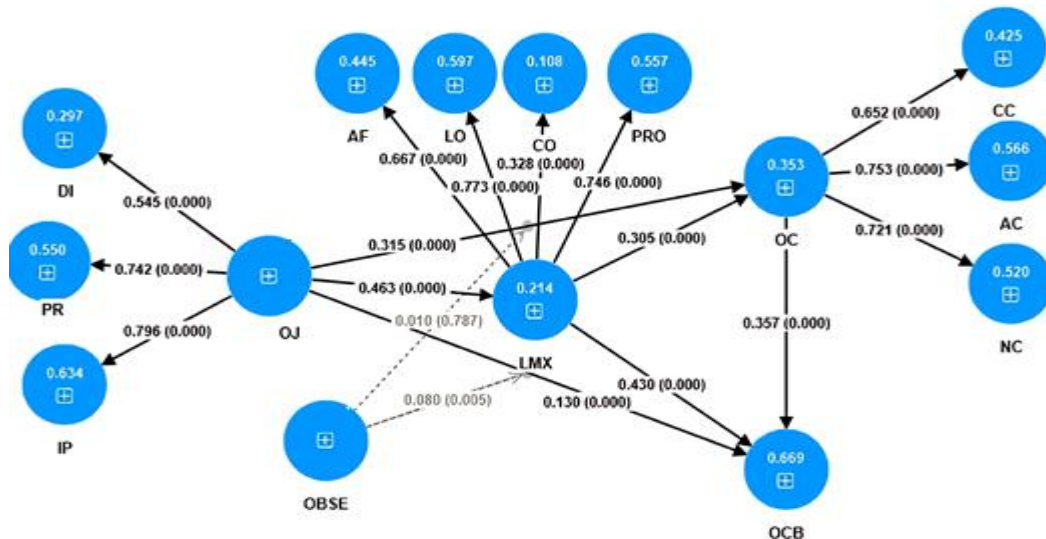 0.445
0.597
0.108
0.557
0.425
CC
0.297
DI
AF
LO
CO
PRO
0.652 (0.000)
0.667 (0.000)
0.328 (0.000)
0.566
AC
0.353
OC
0.753 (0.000)
0.545 (0.000)
0.773 (0.000)
0.746 (0.000)
0.550
PR
0.315 (0.000)
0.305 (0.000)
0.721 (0.000)
0.742 (0.000)
OJ
0.463 (0.000)
0.214
LMX
0.520
NC
0.796 (0.000)
0.010 (0.787)
0.357 (0.000)
0.634
IP
0.080 (0.005)
0.430 (0.000)
0.130 (0.000)
OBSE
0.669
OCB